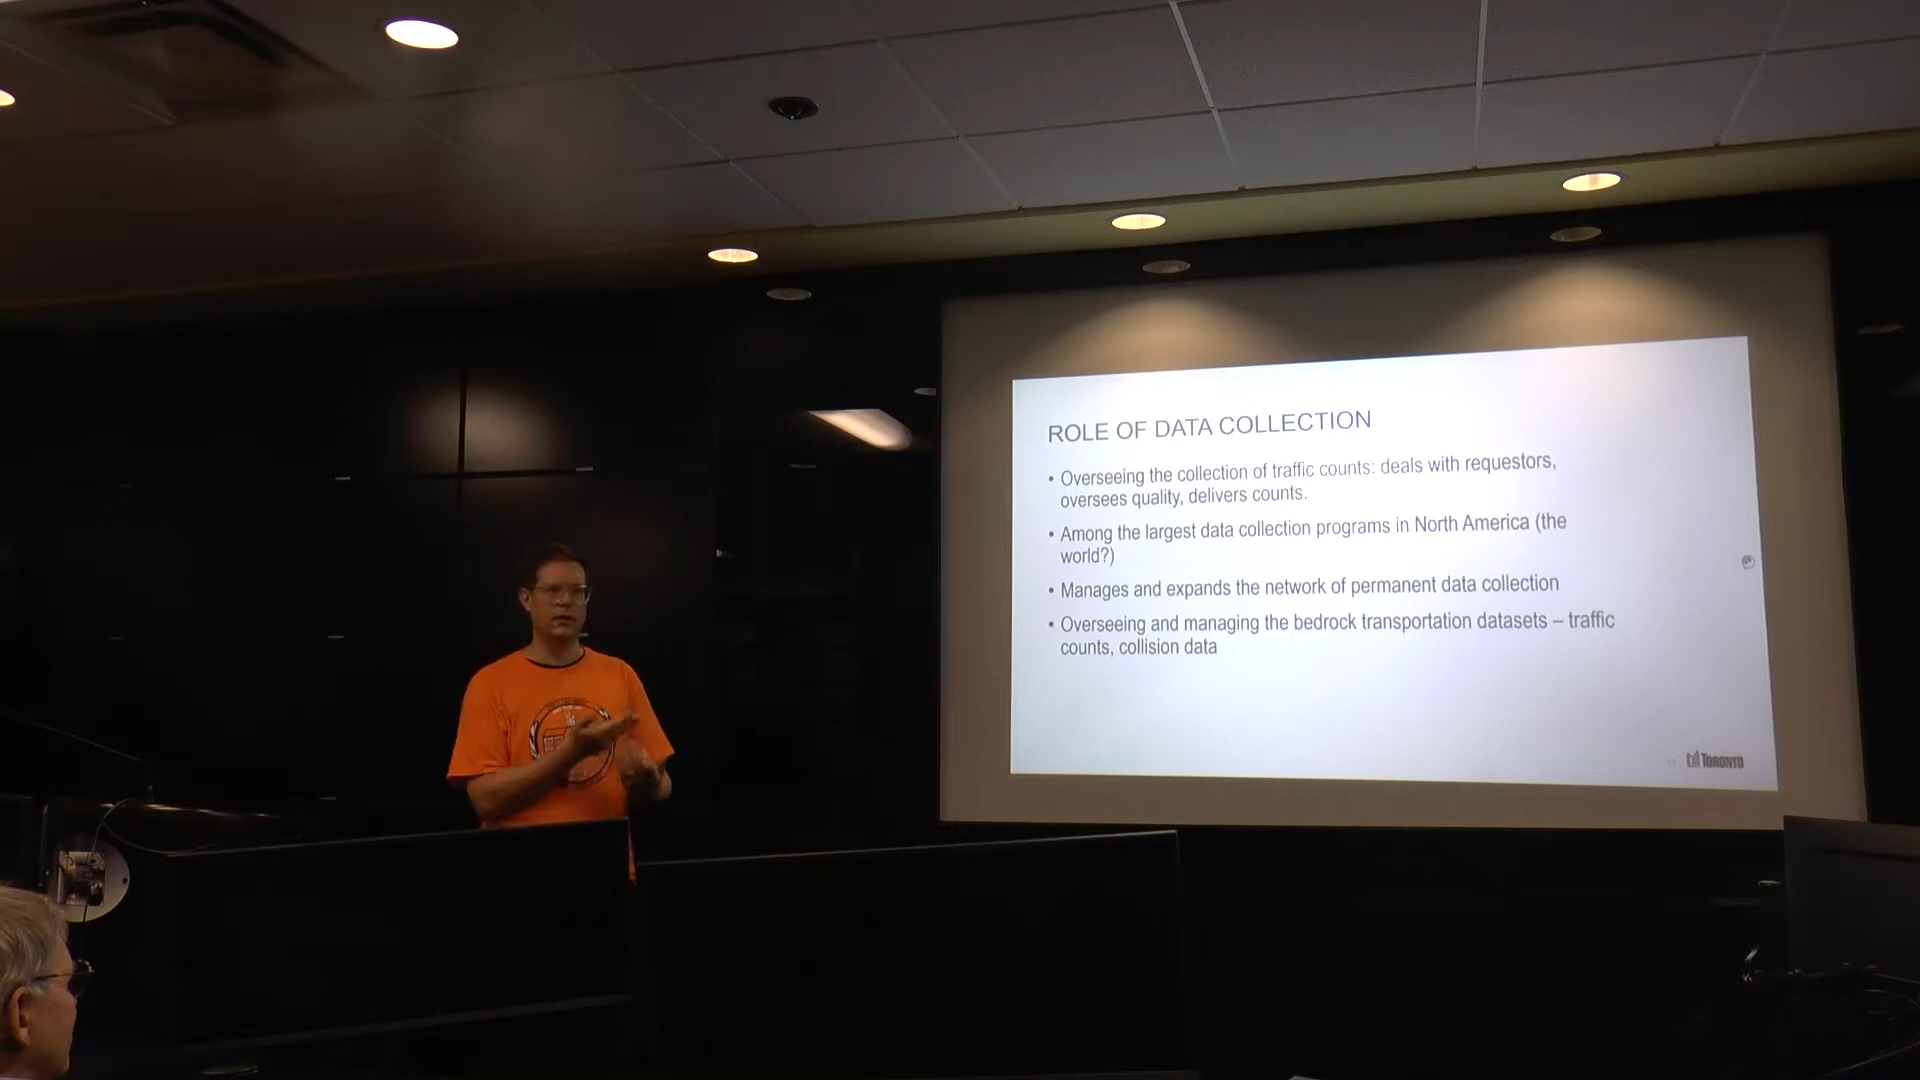 ROLE OF DATA COLLECTION
• Overseeing the collection of traffic counts: deals with requestors,
oversees quality, delivers counts.
• Among the largest data collection programs in North America (the
world?)
• Manages and expands the network of permanent data collection
• Overseeing and managing the bedrock transportation datasets – traffic
counts, collision data
TORONTO